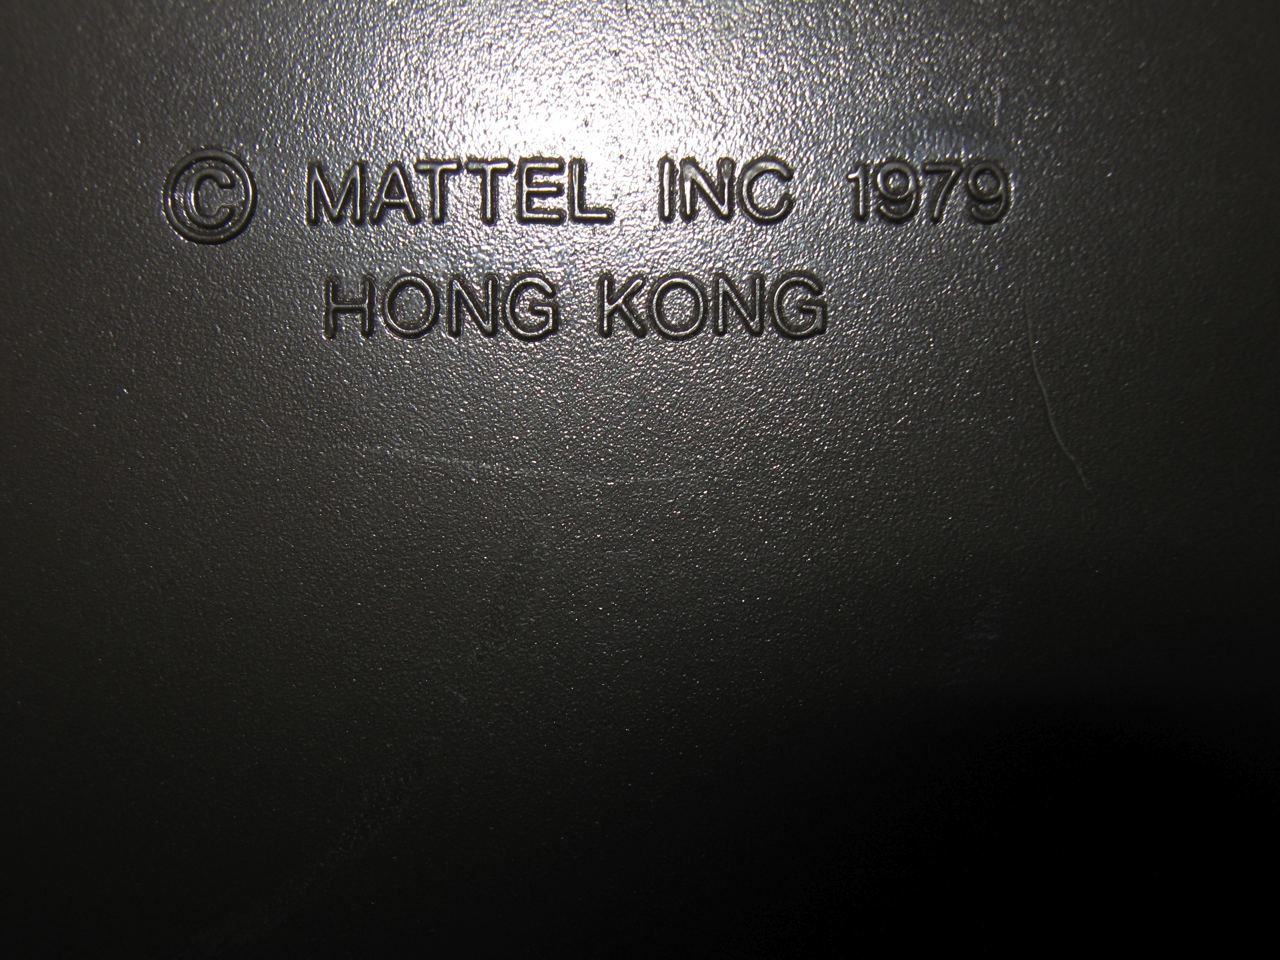 © MATTEL INC 1979
HONG KONG